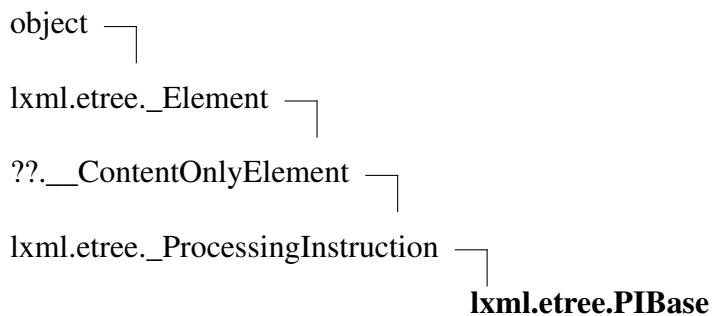 object
lxml.etree._Element
??.__ContentOnlyElement
lxml.etree._ProcessingInstruction
lxml.etree.PIBase